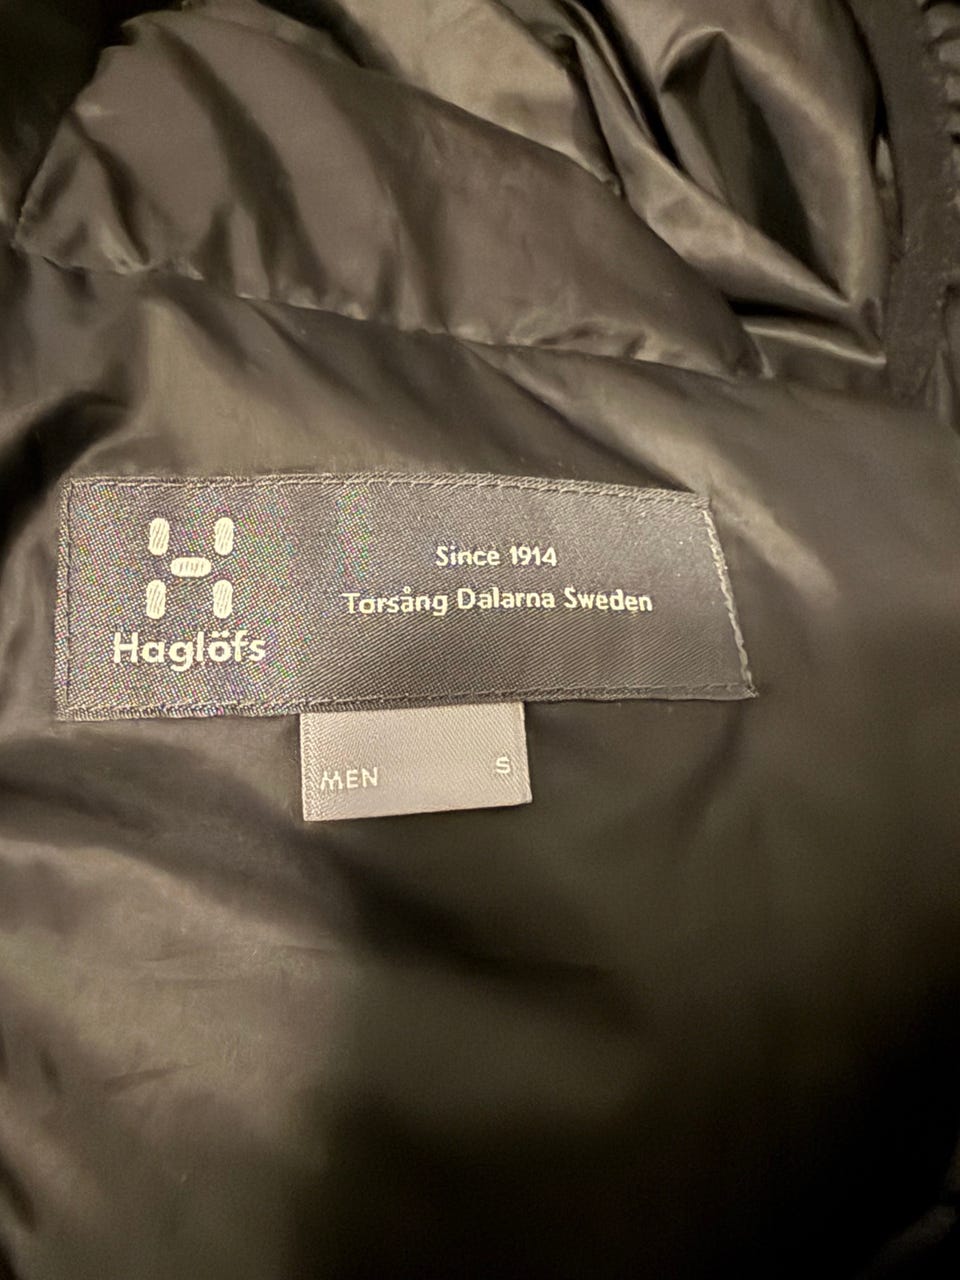 Haglöfs
Since 1914
Torsång Dalarna Sweden
MEN S